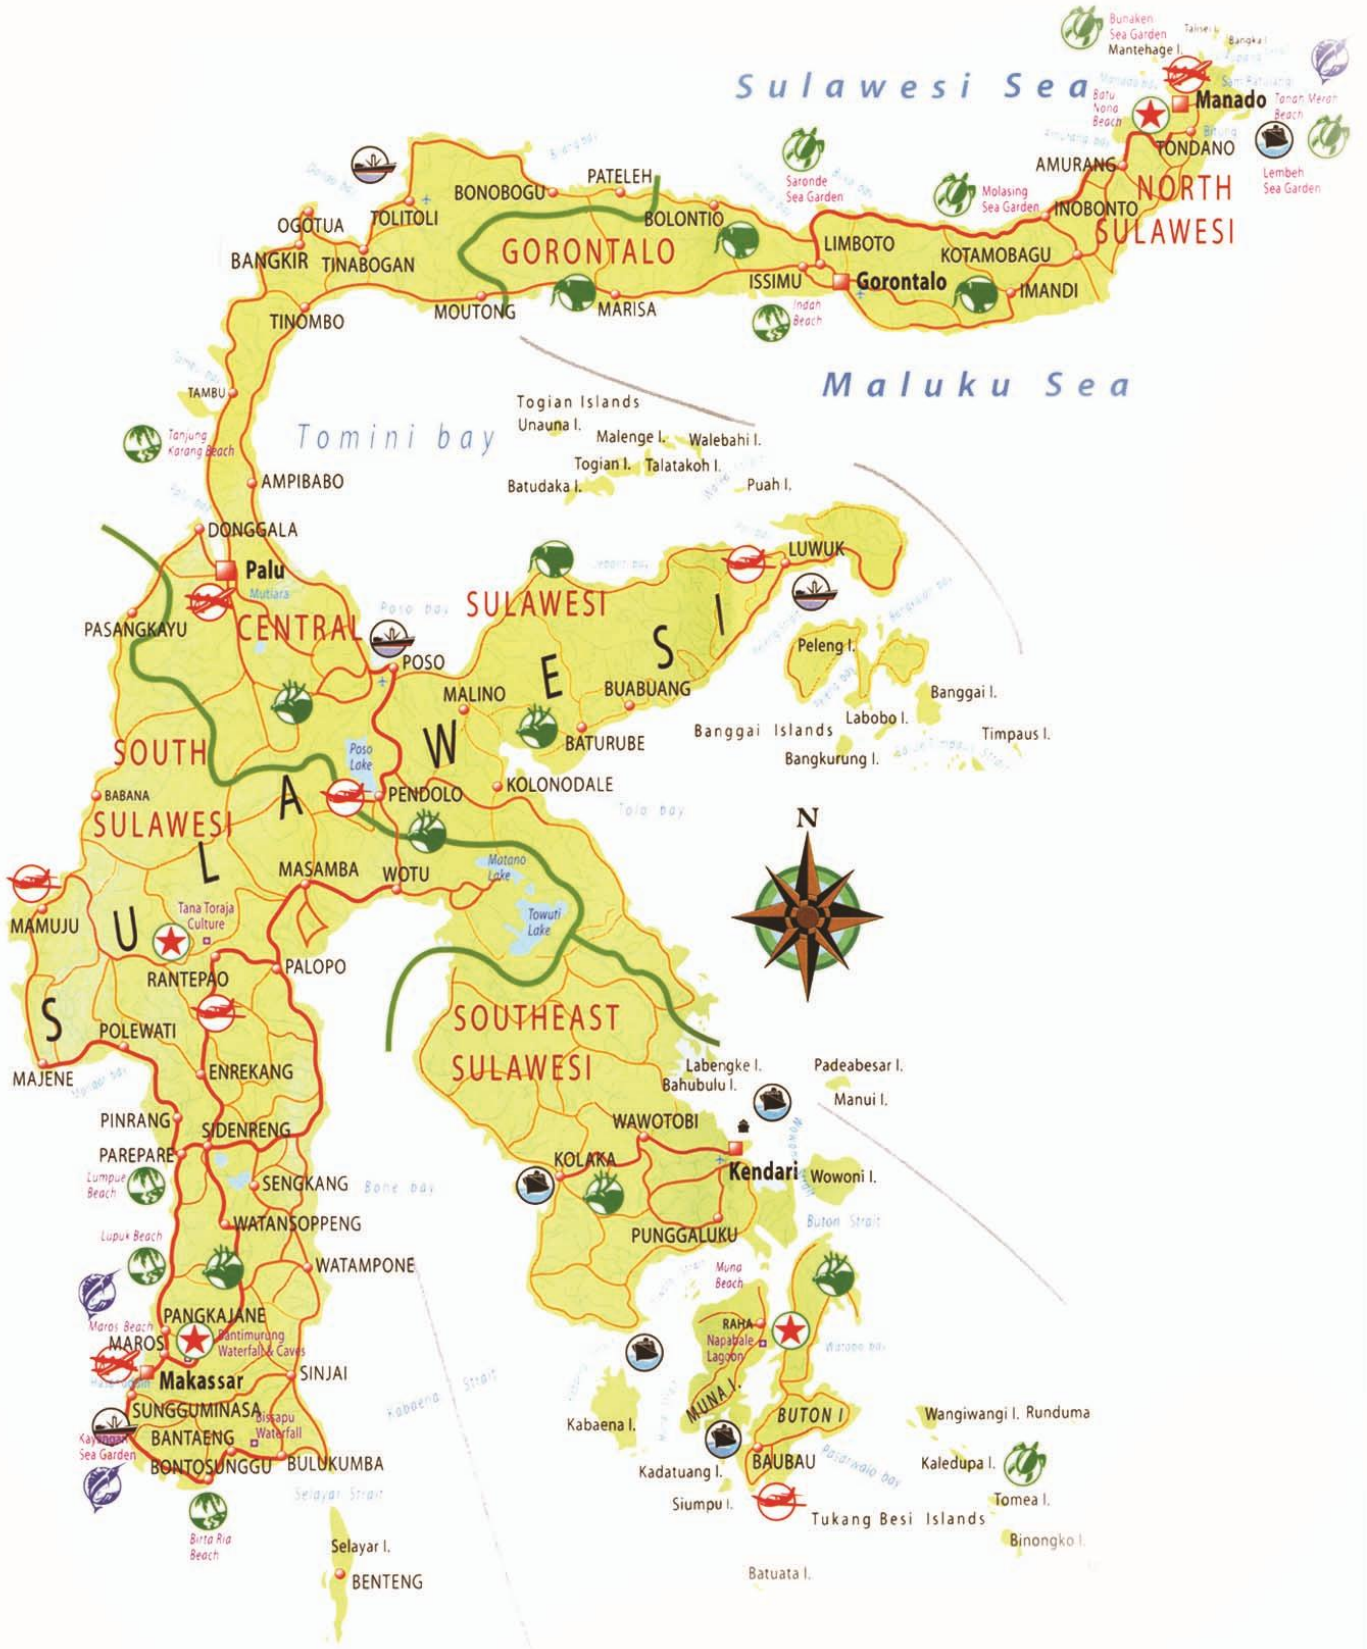 Bunaken
Sea Garden
Mantehage I.
Bangka I.
Sulawesi Sea
Batu
Nona
Beach
Manado
Tanah Merah
Beach
Bitung
TONDANO
AMURANG
Lembeh
Sea Garden
NORTH
SULAWESI
Saronde
Sea Garden
Molasing
Sea Garden
INOBONTO
KOTAMOBAGU
IMANDI
PATELEH
BONOBOGU
BOLONTIO
TOLITOLI
OGOTUA
BANGKIR
TINABOGAN
GORONTALO
LIMBOTO
ISSIMU
Gorontalo
MOUTONG
MARISA
Indah
Beach
TINOMBO
Maluku Sea
TAMBU
Togian Islands
Unauna I.
Malenge I.
Walebahi I.
Togian I.
Talatakoh I.
Batudaka I.
Puah I.
Tomini bay
Tanjung
Karang Beach
AMPIBABO
DONGGALA
Palu
Mutiara
LUWUK
PASANGKAYU
CENTRAL
SULAWESI
Poso bay
POSO
Peleng I.
Banggai I.
Labobo I.
Timpaus I.
Banggai Islands
Bangkurung I.
MALINO
BUABUANG
BATURUBE
S U L A W E S I
SOUTH
SULAWESI
Poso
Lake
BABANA
PENDOLO
KOLONODALE
Tolo bay
N
MASAMBA
WOTU
Matano
Lake
Towuti
Lake
MAMUJU
Tana Toraja
Culture
RANTEPAO
PALOPO
POLEWATI
MAJENE
ENREKANG
SOUTHEAST
SULAWESI
Labengke I.
Bahubulu I.
Padeabesar I.
Manui I.
PINRANG
SIDENRENG
PAREPARE
Lumpue
Beach
SENGKANG
Bone bay
WAWOTOBI
KOLAKA
Kendari
Wowoni I.
WATANSOPPENG
PUNGGALUKU
Buton Strait
Lupuk Beach
WATAMPONE
Muna
Beach
PANGKAJANE
Maros Beach
MAROS
Bantimurung
Waterfall & Caves
RAHA
Napabale
Lagoon
Makassar
SINJAI
Kabaena Strait
SUNGGUMINASA
Bissapu
Waterfall
BANTAENG
Kayangan
Sea Garden
BONTOSUNGGU
BULUKUMBA
Kabaena I.
MUNA I.
BUTON I
Wangiwangi I.
Runduma
BAUBAU
Kaledupa I.
Kadatuang I.
Siumpu I.
Tomea I.
Tukang Besi Islands
Binongko I.
Selayar Strait
Birta Ria
Beach
Selayar I.
BENTENG
Batuata I.